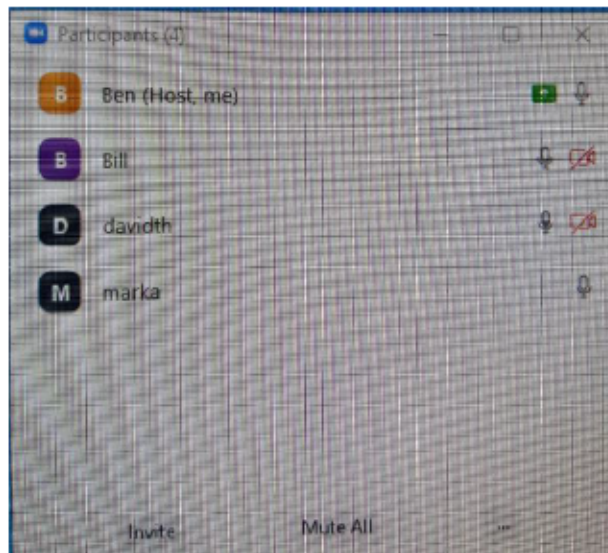 Participants (4)
B Ben (Host, me)
B Bill
D davidth
M marka
Invite Mute All ...